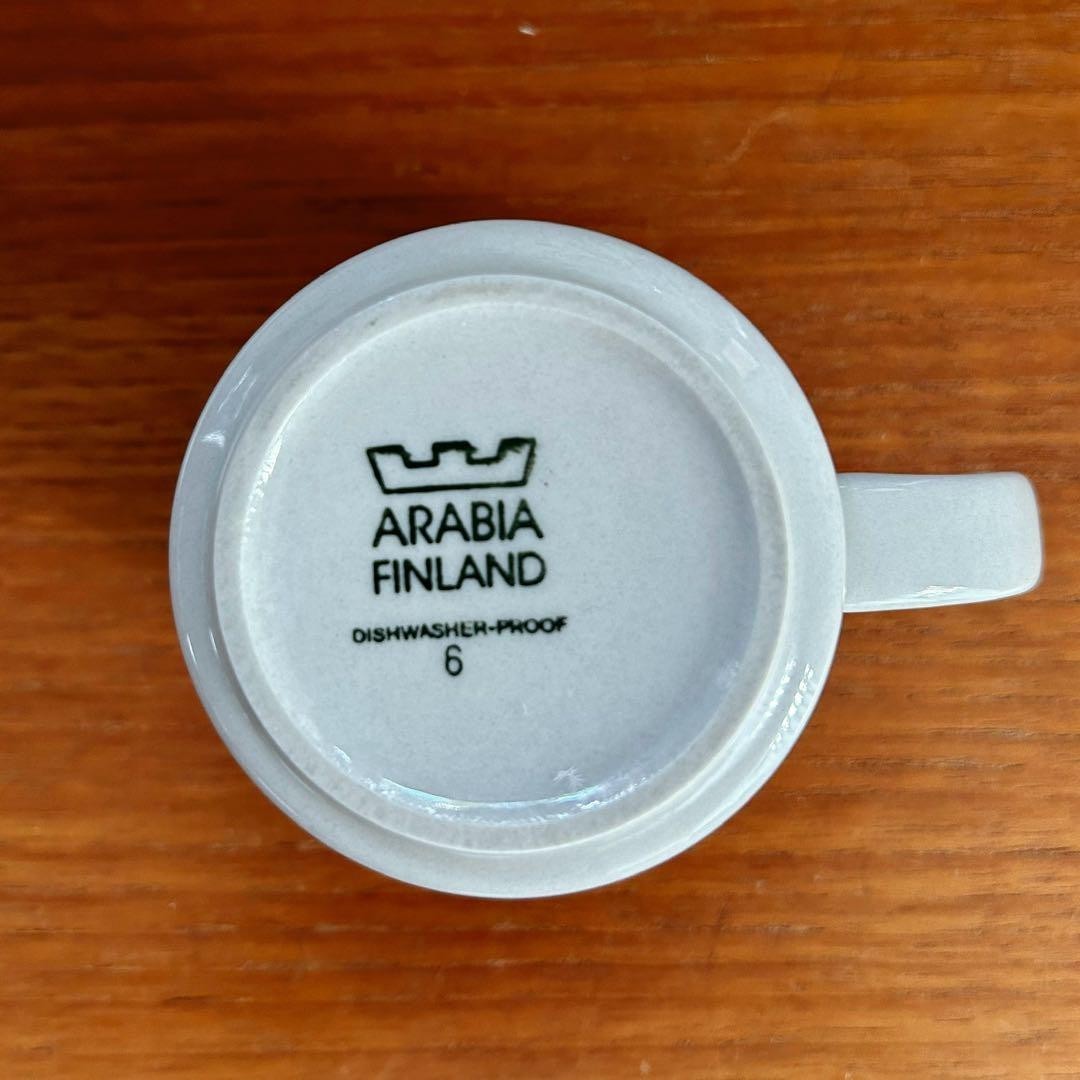 ARABIA
FINLAND
DISHWASHER-PROOF
6